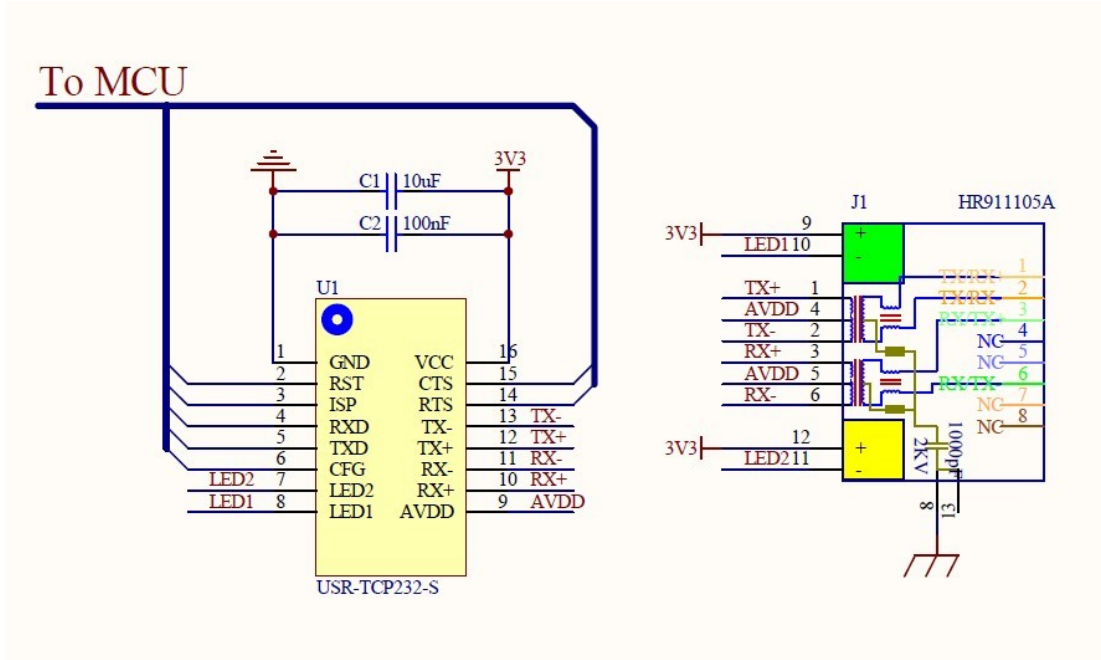 To MCU
3V3
C1 10uF
C2 100nF
U1
1 GND VCC 16
2 RST CTS 15
3 ISP RTS 14
4 RXD TX- 13 TX-
5 TXD TX+ 12 TX+
6 CFG RX- 11 RX-
LED2 7 LED2 RX+ 10 RX+
LED1 8 LED1 AVDD 9 AVDD
USR-TCP232-S
J1 HR911105A
3V3 9 +
LED1 10 -
TX+ 1 TX/RX+ 1
AVDD 4 TX/RX- 2
TX- 2 RX/TX+ 3
RX+ 3 NC 4
AVDD 5 NC 5
RX- 6 RX/TX- 6
NC 7
NC 8
3V3 12 +
LED2 11 -
1000pF
2KV
8
13